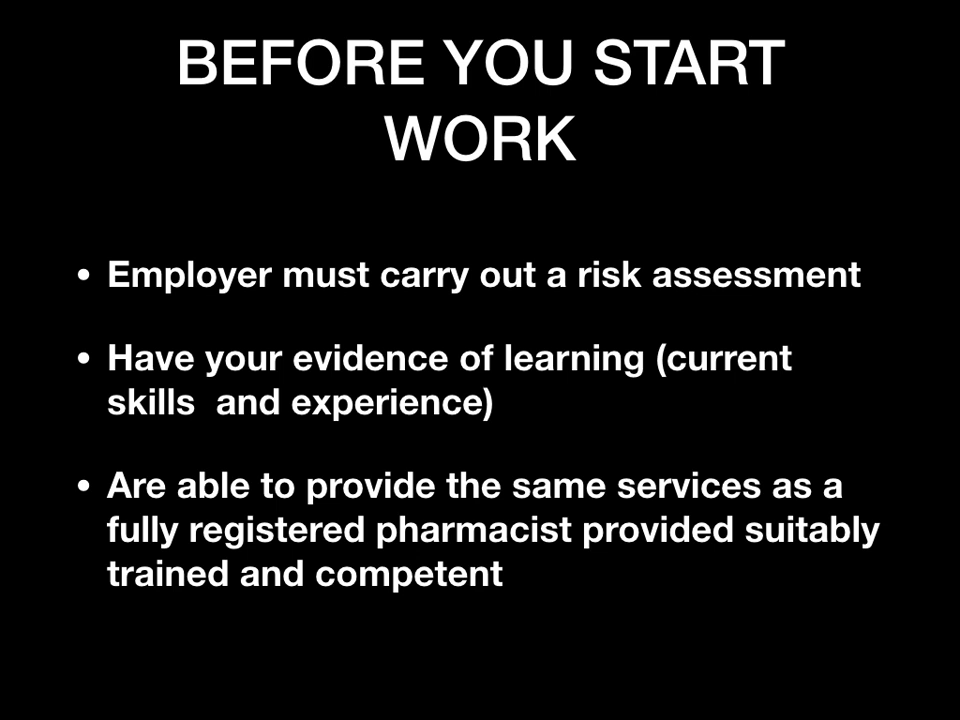 BEFORE YOU START
WORK
• Employer must carry out a risk assessment
• Have your evidence of learning (current
skills  and experience)
• Are able to provide the same services as a
fully registered pharmacist provided suitably
trained and competent